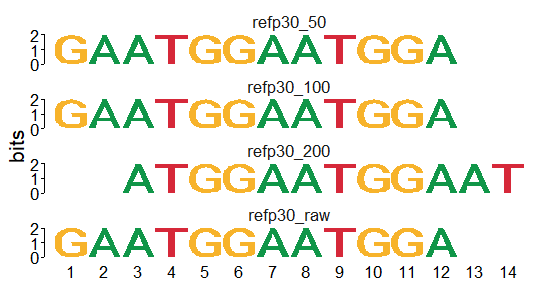 refp30_50
2
1
0
GAATGGAATGGA
refp30_100
2
1
0
GAATGGAATGGA
bits
refp30_200
2
1
0
ATGGAATGGAAT
refp30_raw
2
1
0
GAATGGAATGGA
1 2 3 4 5 6 7 8 9 10 11 12 13 14